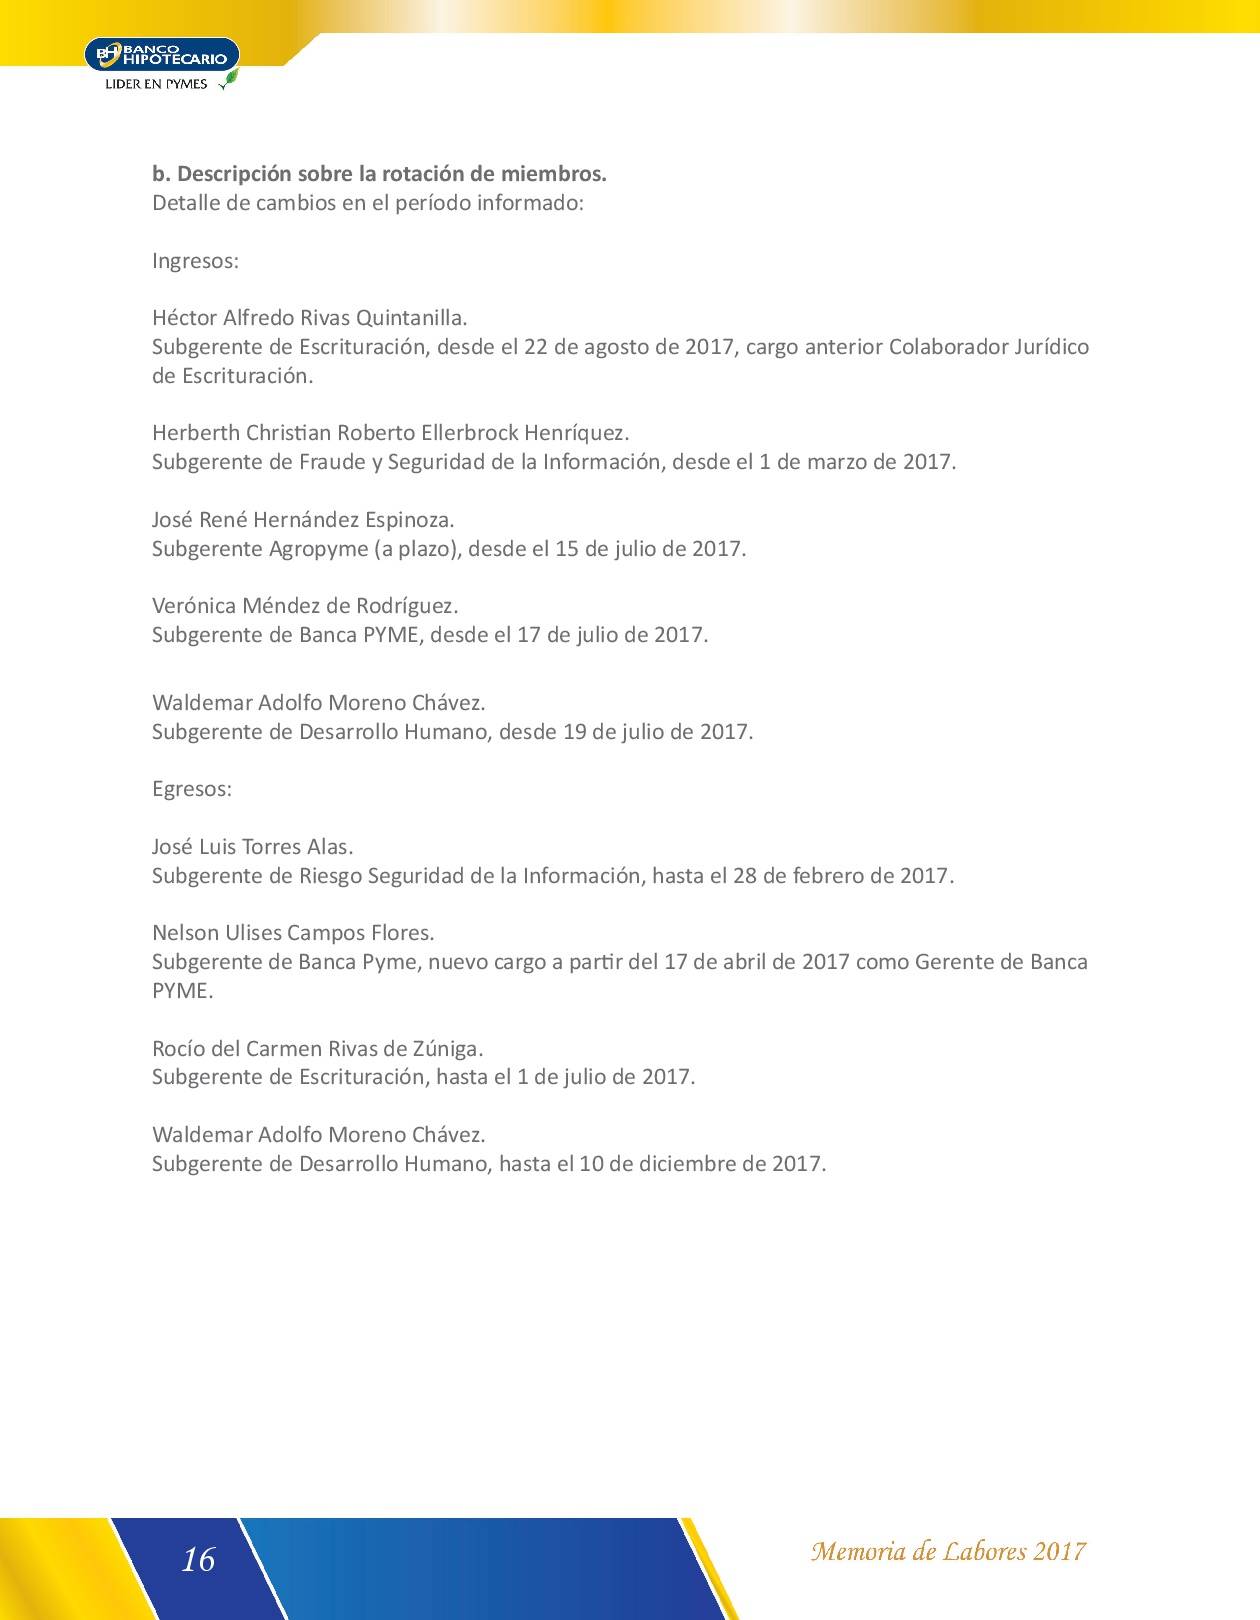 BH BANCO
HIPOTECARIO
LIDER EN PYMES
b. Descripción sobre la rotación de miembros.
Detalle de cambios en el período informado:
Ingresos:
Héctor Alfredo Rivas Quintanilla.
Subgerente de Escrituración, desde el 22 de agosto de 2017, cargo anterior Colaborador Jurídico
de Escrituración.
Herberth Christian Roberto Ellerbrock Henríquez.
Subgerente de Fraude y Seguridad de la Información, desde el 1 de marzo de 2017.
José René Hernández Espinoza.
Subgerente Agropyme (a plazo), desde el 15 de julio de 2017.
Verónica Méndez de Rodríguez.
Subgerente de Banca PYME, desde el 17 de julio de 2017.
Waldemar Adolfo Moreno Chávez.
Subgerente de Desarrollo Humano, desde 19 de julio de 2017.
Egresos:
José Luis Torres Alas.
Subgerente de Riesgo Seguridad de la Información, hasta el 28 de febrero de 2017.
Nelson Ulises Campos Flores.
Subgerente de Banca Pyme, nuevo cargo a partir del 17 de abril de 2017 como Gerente de Banca
PYME.
Rocío del Carmen Rivas de Zúniga.
Subgerente de Escrituración, hasta el 1 de julio de 2017.
Waldemar Adolfo Moreno Chávez.
Subgerente de Desarrollo Humano, hasta el 10 de diciembre de 2017.
16
Memoria de Labores 2017